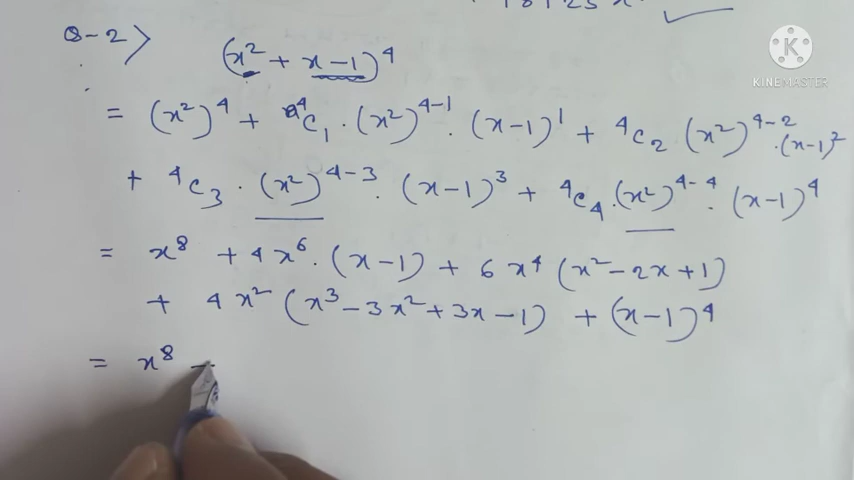 Q-2>
(x² + x-1)⁴
= (x²)⁴ + ⁴C₁ · (x²)⁴⁻¹ · (x-1)¹ + ⁴C₂ (x²)⁴⁻² · (x-1)²
+ ⁴C₃ · (x²)⁴⁻³ · (x-1)³ + ⁴C₄ · (x²)⁴⁻⁴ · (x-1)⁴
= x⁸ + 4x⁶ · (x-1) + 6x⁴ (x²-2x+1)
+ 4x² (x³-3x²+3x-1) + (x-1)⁴
= x⁸ -
K
KINEMASTER